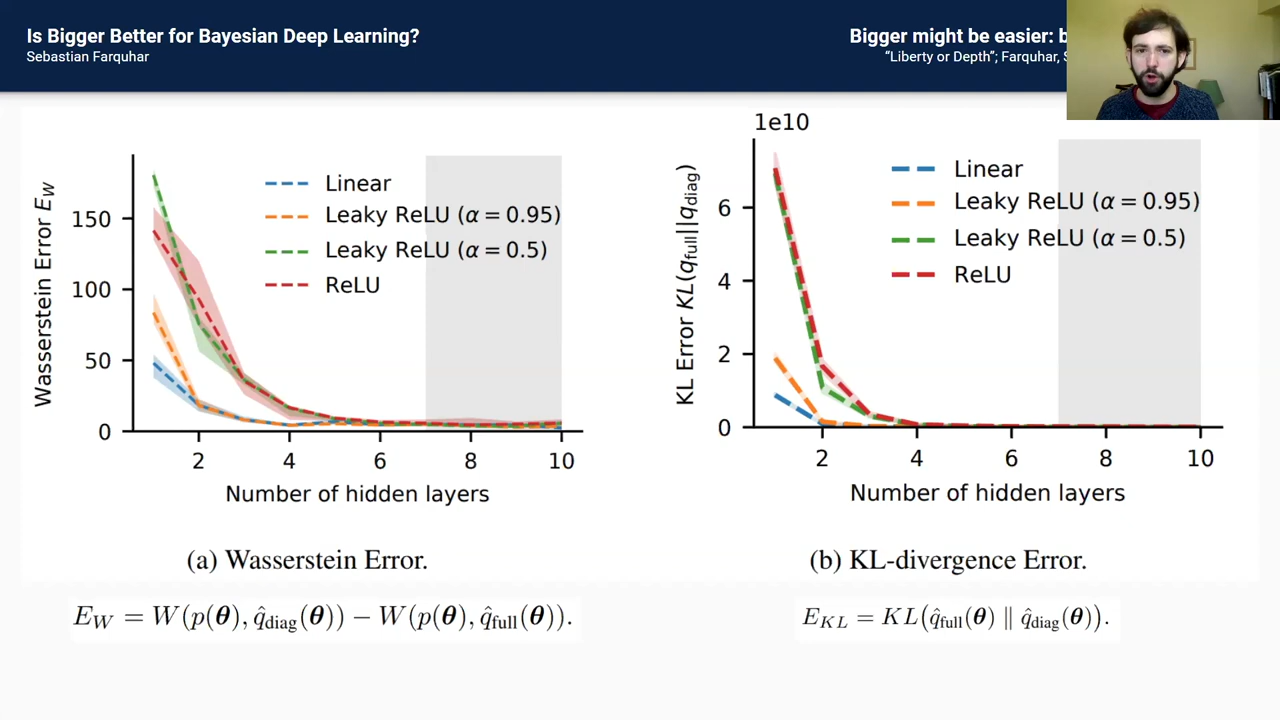 Is Bigger Better for Bayesian Deep Learning?
Sebastian Farquhar
Bigger might be easier:
“Liberty or Depth”; Farquhar,
Wasserstein Error E_W
150
100
50
0
2 4 6 8 10
Number of hidden layers
Linear
Leaky ReLU (α = 0.95)
Leaky ReLU (α = 0.5)
ReLU
(a) Wasserstein Error.
E_W = W(p(θ), q̂_diag(θ)) − W(p(θ), q̂_full(θ)).
1e10
KL Error KL(q_full||q_diag)
6
4
2
0
2 4 6 8 10
Number of hidden layers
Linear
Leaky ReLU (α = 0.95)
Leaky ReLU (α = 0.5)
ReLU
(b) KL-divergence Error.
E_KL = KL(q̂_full(θ) ∥ q̂_diag(θ)).